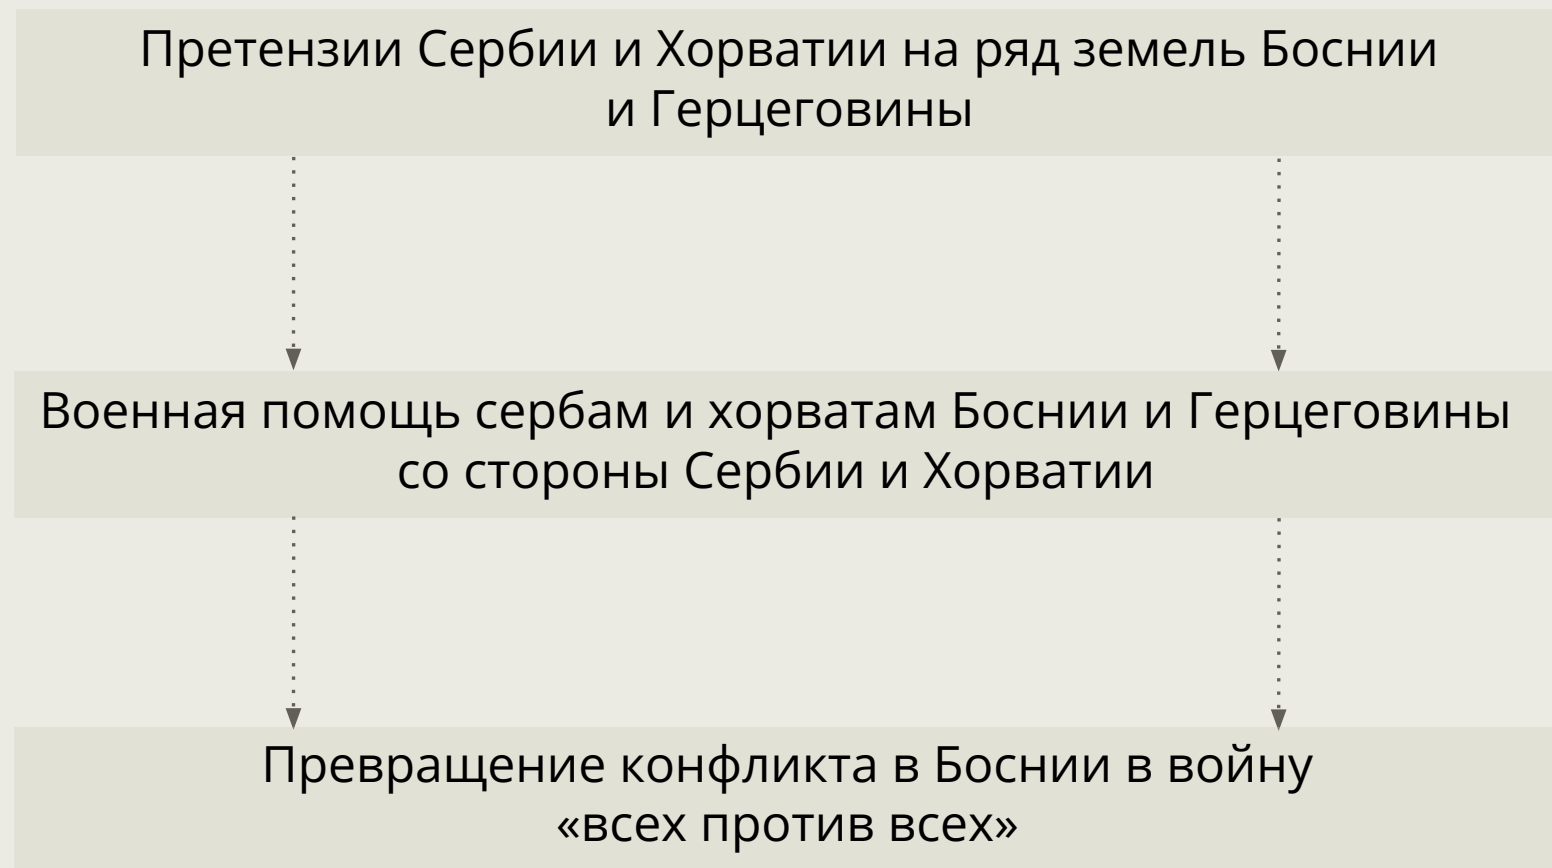 Претензии Сербии и Хорватии на ряд земель Боснии
и Герцеговины
Военная помощь сербам и хорватам Боснии и Герцеговины
со стороны Сербии и Хорватии
Превращение конфликта в Боснии в войну
«всех против всех»